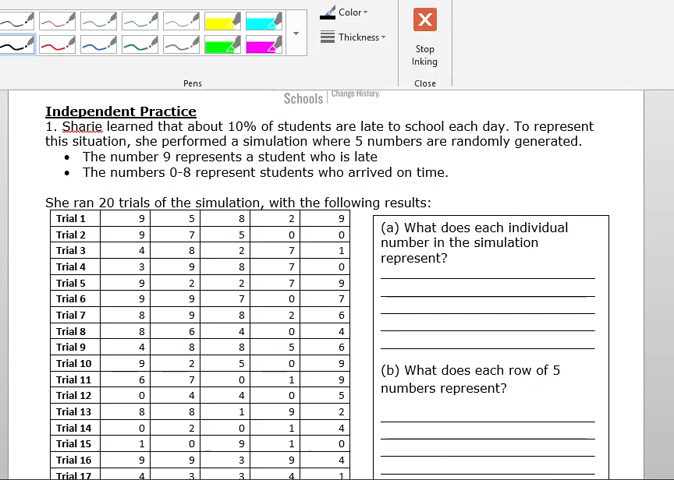 Color
Thickness
Stop
Inking
Pens
Close
Schools | Change History.
Independent Practice
1. Sharie learned that about 10% of students are late to school each day. To represent
this situation, she performed a simulation where 5 numbers are randomly generated.
• The number 9 represents a student who is late
• The numbers 0-8 represent students who arrived on time.
She ran 20 trials of the simulation, with the following results:
Trial 1 9 5 8 2 9
Trial 2 9 7 5 0 0
Trial 3 4 8 2 7 1
Trial 4 3 9 8 7 0
Trial 5 9 2 2 7 9
Trial 6 9 9 7 0 7
Trial 7 8 9 8 2 6
Trial 8 8 6 4 0 4
Trial 9 4 8 8 5 6
Trial 10 9 2 5 0 9
Trial 11 6 7 0 1 9
Trial 12 0 4 4 0 5
Trial 13 8 8 1 9 2
Trial 14 0 2 0 1 4
Trial 15 1 0 9 1 0
Trial 16 9 9 3 9 4
Trial 17 4 3 3 4 1
(a) What does each individual
number in the simulation
represent?
(b) What does each row of 5
numbers represent?